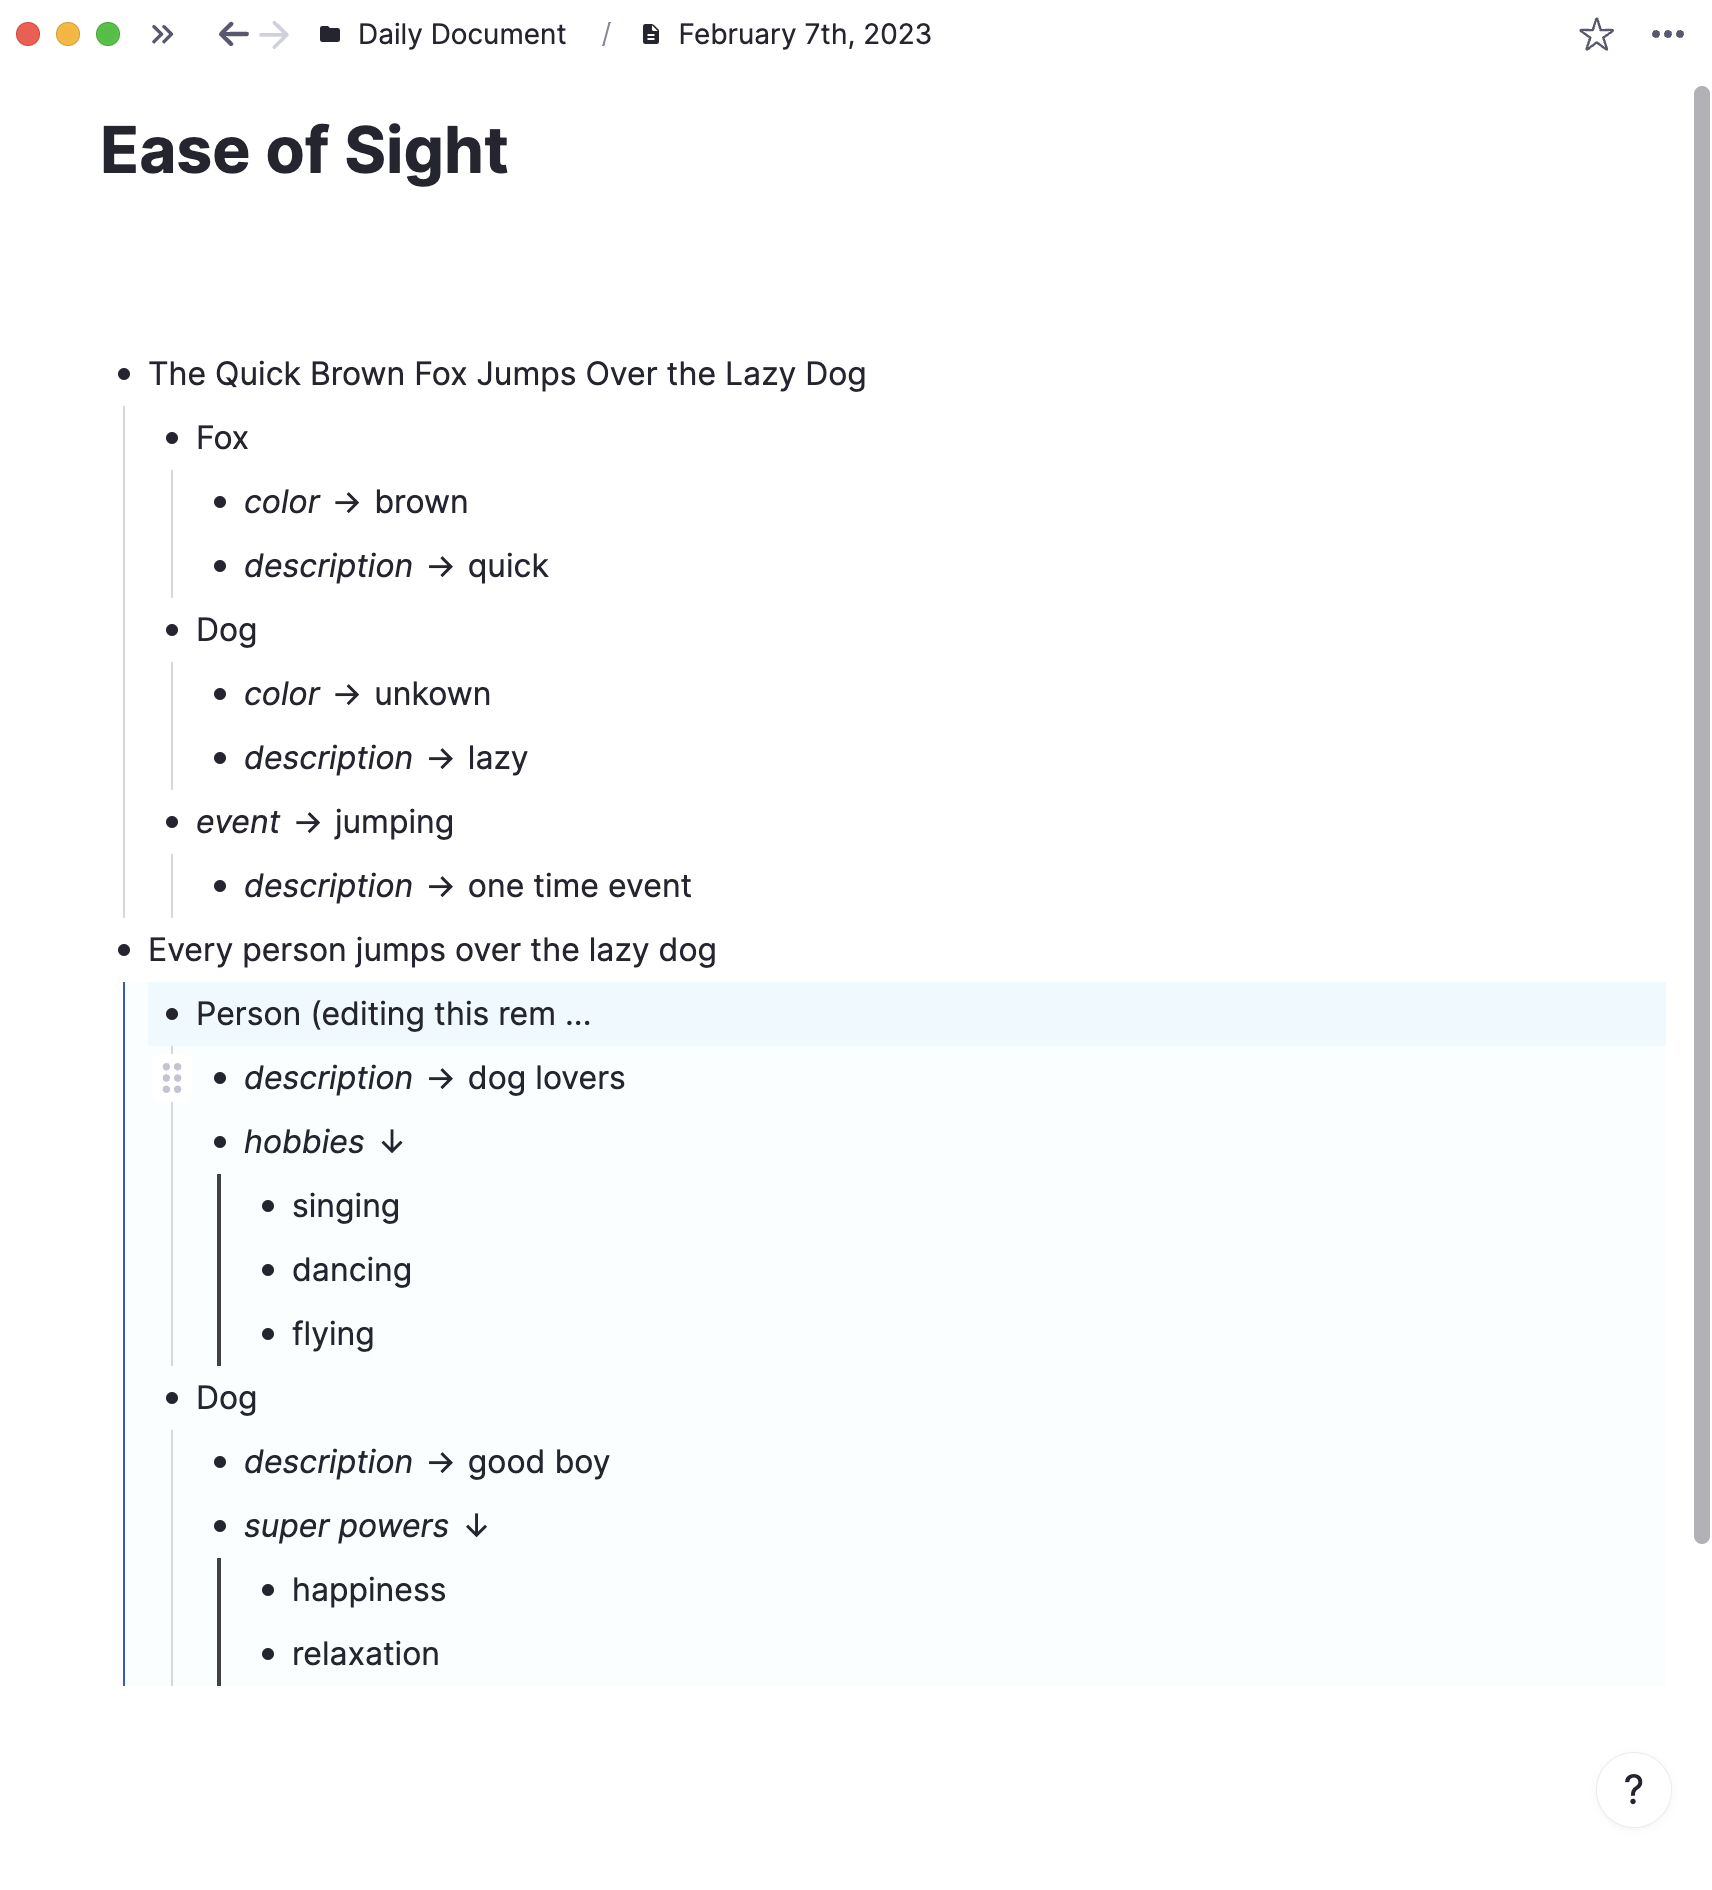 Daily Document / February 7th, 2023
Ease of Sight
The Quick Brown Fox Jumps Over the Lazy Dog
Fox
color → brown
description → quick
Dog
color → unkown
description → lazy
event → jumping
description → one time event
Every person jumps over the lazy dog
Person (editing this rem ...
description → dog lovers
hobbies ↓
singing
dancing
flying
Dog
description → good boy
super powers ↓
happiness
relaxation
?